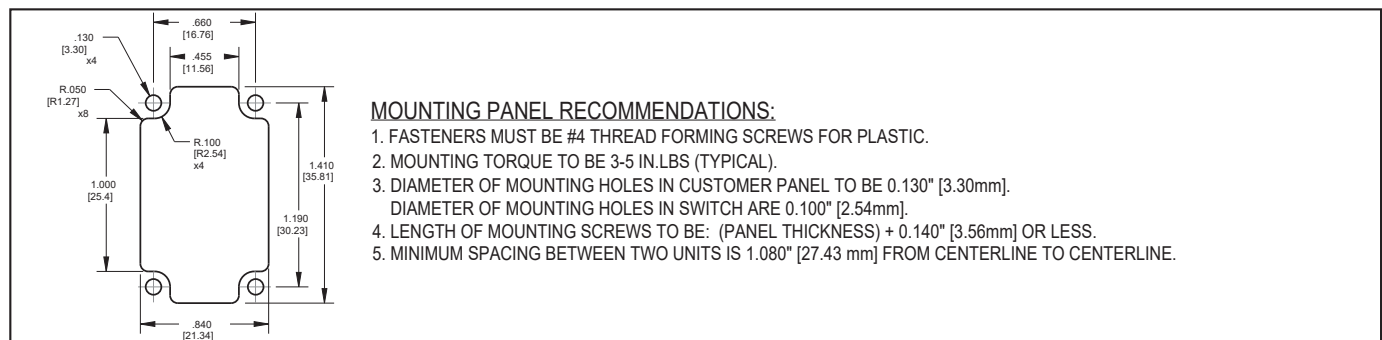 .660
[16.76]
.130
[3.30]
x4
.455
[11.56]
R.050
[R1.27]
x8
R.100
[R2.54]
x4
1.410
[35.81]
1.000
[25.4]
1.190
[30.23]
.840
[21.34]
MOUNTING PANEL RECOMMENDATIONS:
1. FASTENERS MUST BE #4 THREAD FORMING SCREWS FOR PLASTIC.
2. MOUNTING TORQUE TO BE 3-5 IN.LBS (TYPICAL).
3. DIAMETER OF MOUNTING HOLES IN CUSTOMER PANEL TO BE 0.130" [3.30mm].
DIAMETER OF MOUNTING HOLES IN SWITCH ARE 0.100" [2.54mm].
4. LENGTH OF MOUNTING SCREWS TO BE: (PANEL THICKNESS) + 0.140" [3.56mm] OR LESS.
5. MINIMUM SPACING BETWEEN TWO UNITS IS 1.080" [27.43 mm] FROM CENTERLINE TO CENTERLINE.